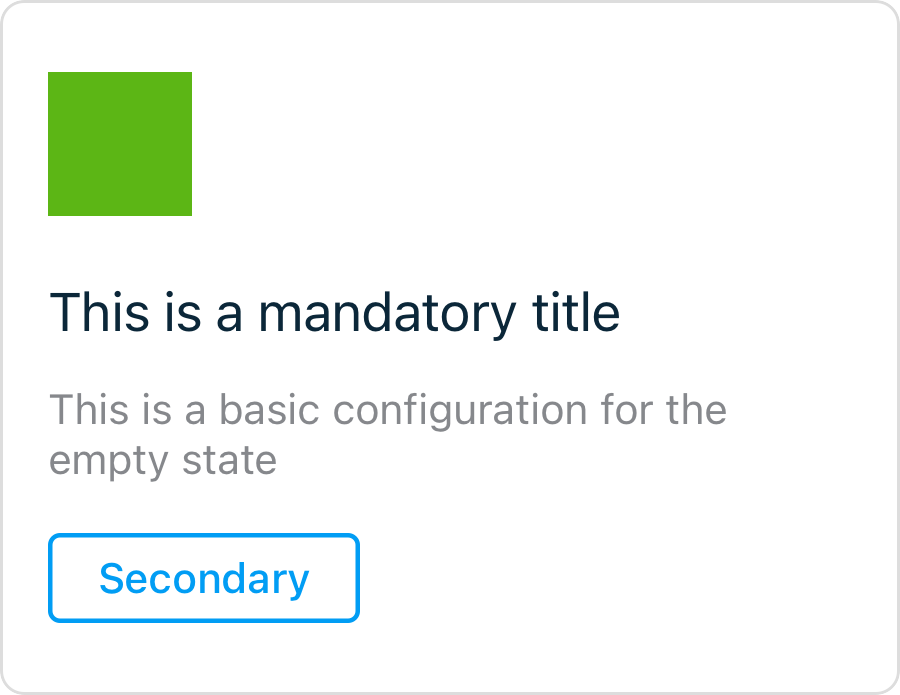 This is a mandatory title
This is a basic configuration for the
empty state
Secondary